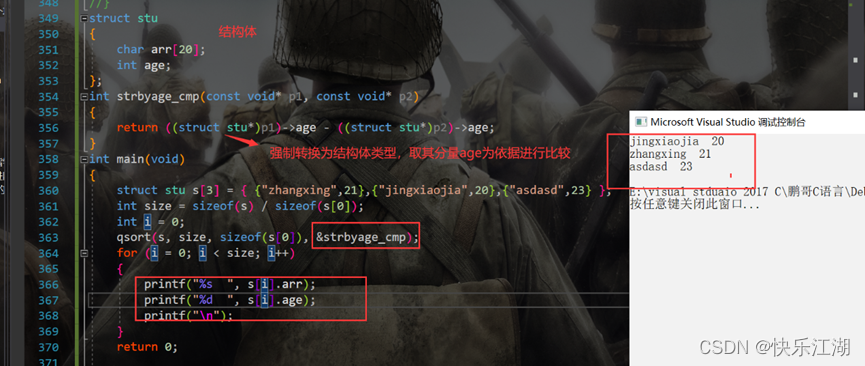 348 //}
349 struct stu
350 {
结构体
351 char arr[20];
352 int age;
353 };
354 int strbyage_cmp(const void* p1, const void* p2)
355 {
356 return ((struct stu*)p1)->age - ((struct stu*)p2)->age;
357 }
强制转换为结构体类型，取其分量age为依据进行比较
358 int main(void)
359 {
360 struct stu s[3] = { {"zhangxing",21},{"jingxiaojia",20},{"asdasd",23} };
361 int size = sizeof(s) / sizeof(s[0]);
362 int i = 0;
363 qsort(s, size, sizeof(s[0]), &strbyage_cmp);
364 for (i = 0; i < size; i++)
365 {
366 printf("%s  ", s[i].arr);
367 printf("%d  ", s[i].age);
368 printf("\n");
369 }
370 return 0;
371
Microsoft Visual Studio 调试控制台
jingxiaojia  20
zhangxing  21
asdasd  23
E:\visual stduaio 2017 C\鹏哥C语言\Del
按任意键关闭此窗口...
CSDN @快乐江湖